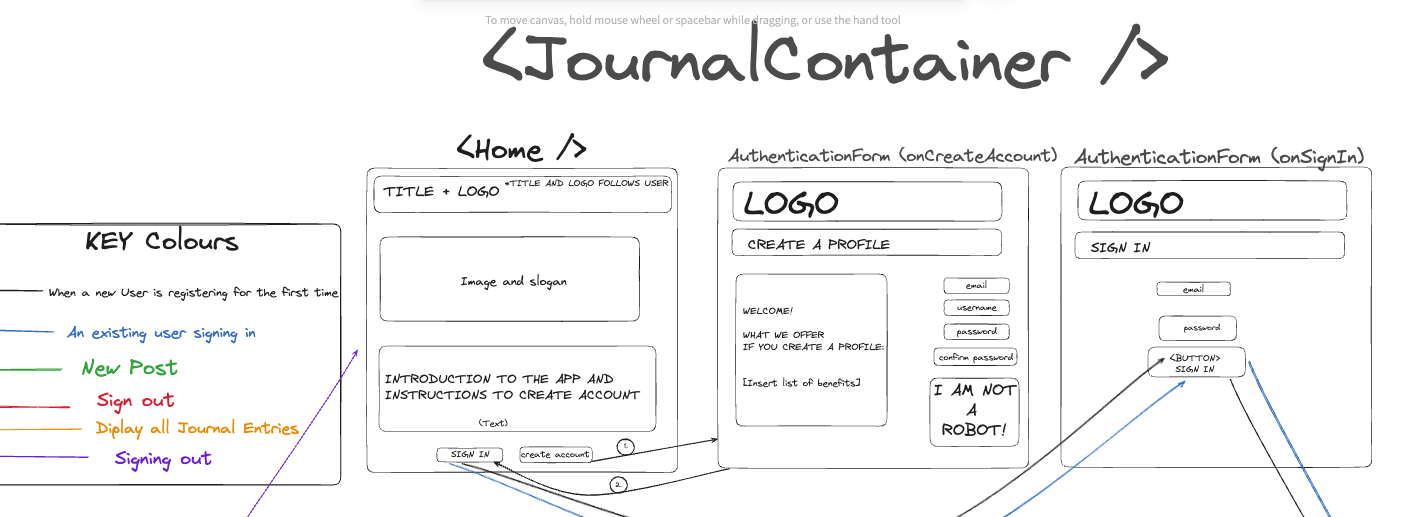 To move canvas, hold mouse wheel or spacebar while dragging, or use the hand tool
<JournalContainer />
<Home />
AuthenticationForm (onCreateAccount)
AuthenticationForm (onSignIn)
KEY Colours
When a new User is registering for the first time
An existing user signing in
New Post
Sign out
Diplay all Journal Entries
Signing out
TITLE + LOGO
*TITLE AND LOGO FOLLOWS USER
Image and slogan
INTRODUCTION TO THE APP AND
INSTRUCTIONS TO CREATE ACCOUNT
(Text)
SIGN IN
create account
1.
2.
LOGO
CREATE A PROFILE
WELCOME!
WHAT WE OFFER
IF YOU CREATE A PROFILE:
[Insert list of benefits]
email
username
password
confirm password
I AM NOT
A
ROBOT!
LOGO
SIGN IN
email
password
<BUTTON>
SIGN IN